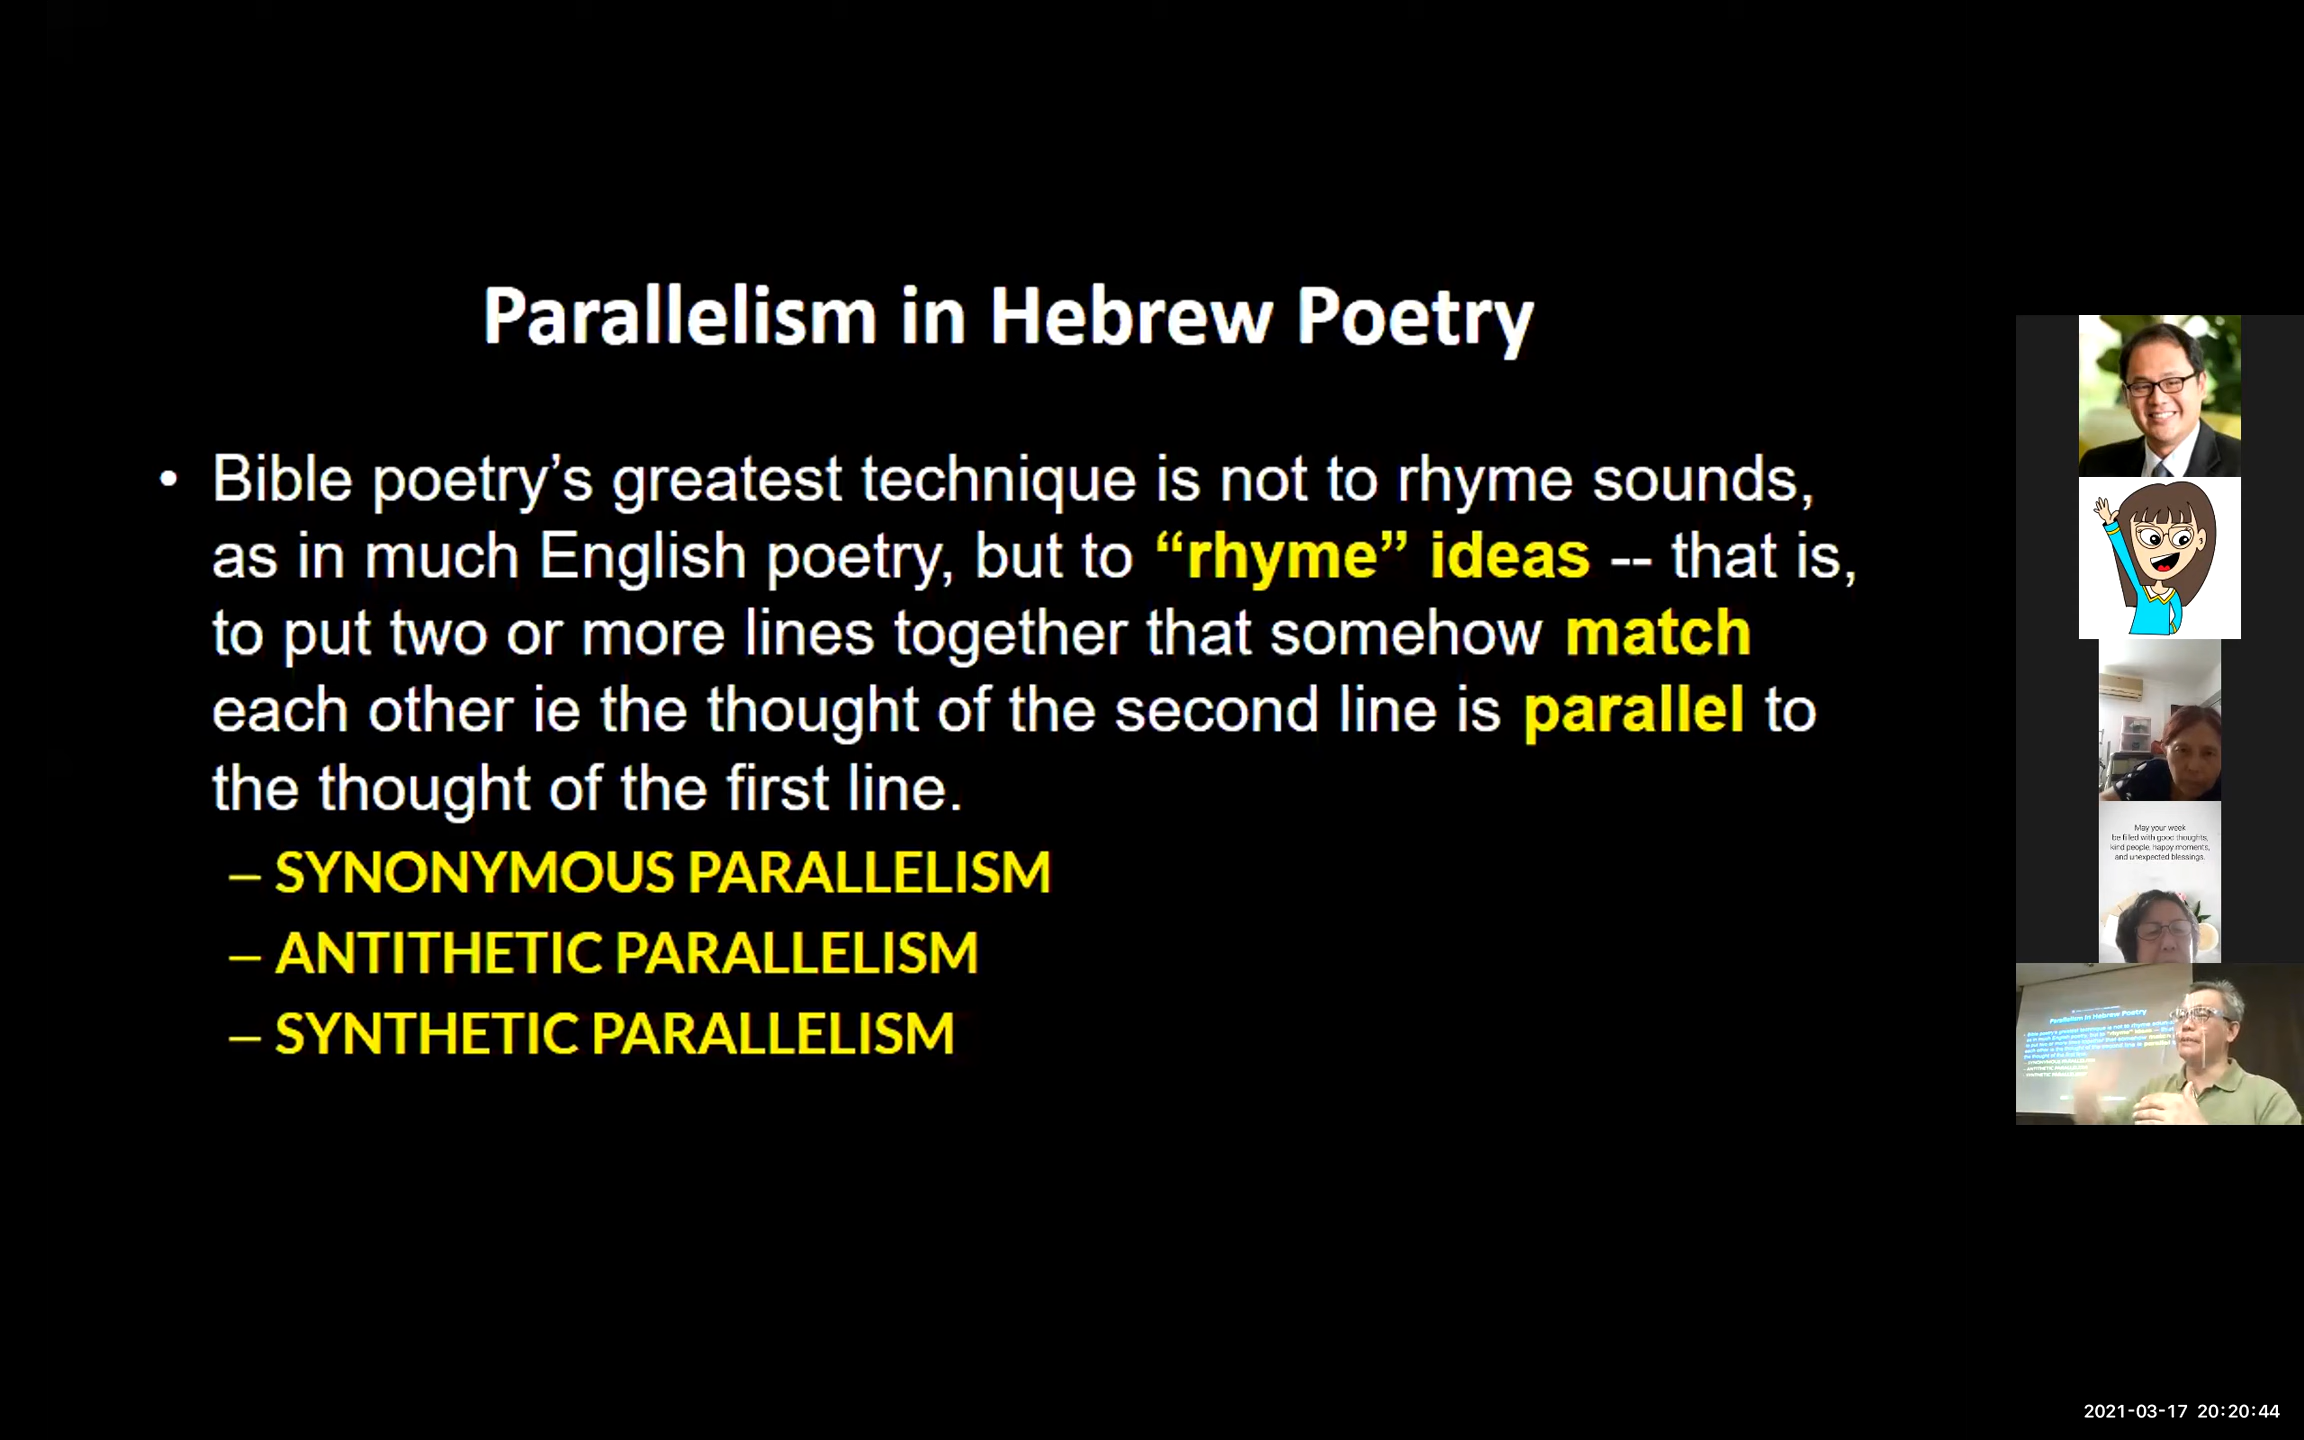 Parallelism in Hebrew Poetry
• Bible poetry’s greatest technique is not to rhyme sounds,
as in much English poetry, but to “rhyme” ideas -- that is,
to put two or more lines together that somehow match
each other ie the thought of the second line is parallel to
the thought of the first line.
– SYNONYMOUS PARALLELISM
– ANTITHETIC PARALLELISM
– SYNTHETIC PARALLELISM
May your week
be filled with good thoughts,
kind people, happy moments,
and unexpected blessings.
Parallelism in Hebrew Poetry
2021-03-17 20:20:44